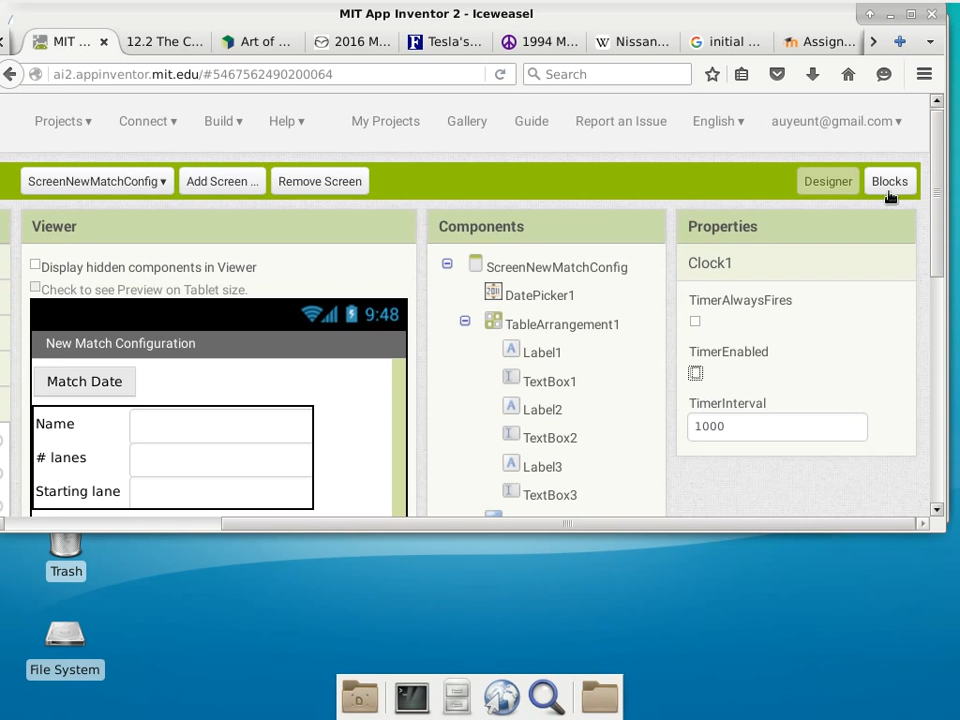 MIT App Inventor 2 - Iceweasel
MIT ...
12.2 The C...
Art of ...
2016 M...
Tesla's...
1994 M...
Nissan...
initial ...
Assign...
ai2.appinventor.mit.edu/#5467562490200064
Search
Projects ▾ Connect ▾ Build ▾ Help ▾ My Projects Gallery Guide Report an Issue English ▾ auyeunt@gmail.com ▾
ScreenNewMatchConfig ▾ Add Screen ... Remove Screen Designer Blocks
Viewer
Display hidden components in Viewer
Check to see Preview on Tablet size.
9:48
New Match Configuration
Match Date
Name
# lanes
Starting lane
Components
ScreenNewMatchConfig
DatePicker1
TableArrangement1
Label1
TextBox1
Label2
TextBox2
Label3
TextBox3
Properties
Clock1
TimerAlwaysFires
TimerEnabled
TimerInterval
1000
Trash
File System